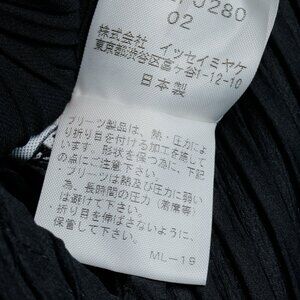 02
株式会社 イッセイミヤケ
東京都渋谷区富ヶ谷1-12-10
日本製
プリーツ製品は、熱・圧力によ
り折り目を付ける加工を施して
います。形状を保つ為に、下記
の点にご注意下さい。
・プリーツは熱及び圧力に弱い
為、長時間の圧力（着席等）
は避けて下さい。
・折り目を伸ばさないように、
保管して下さい。
ML-19